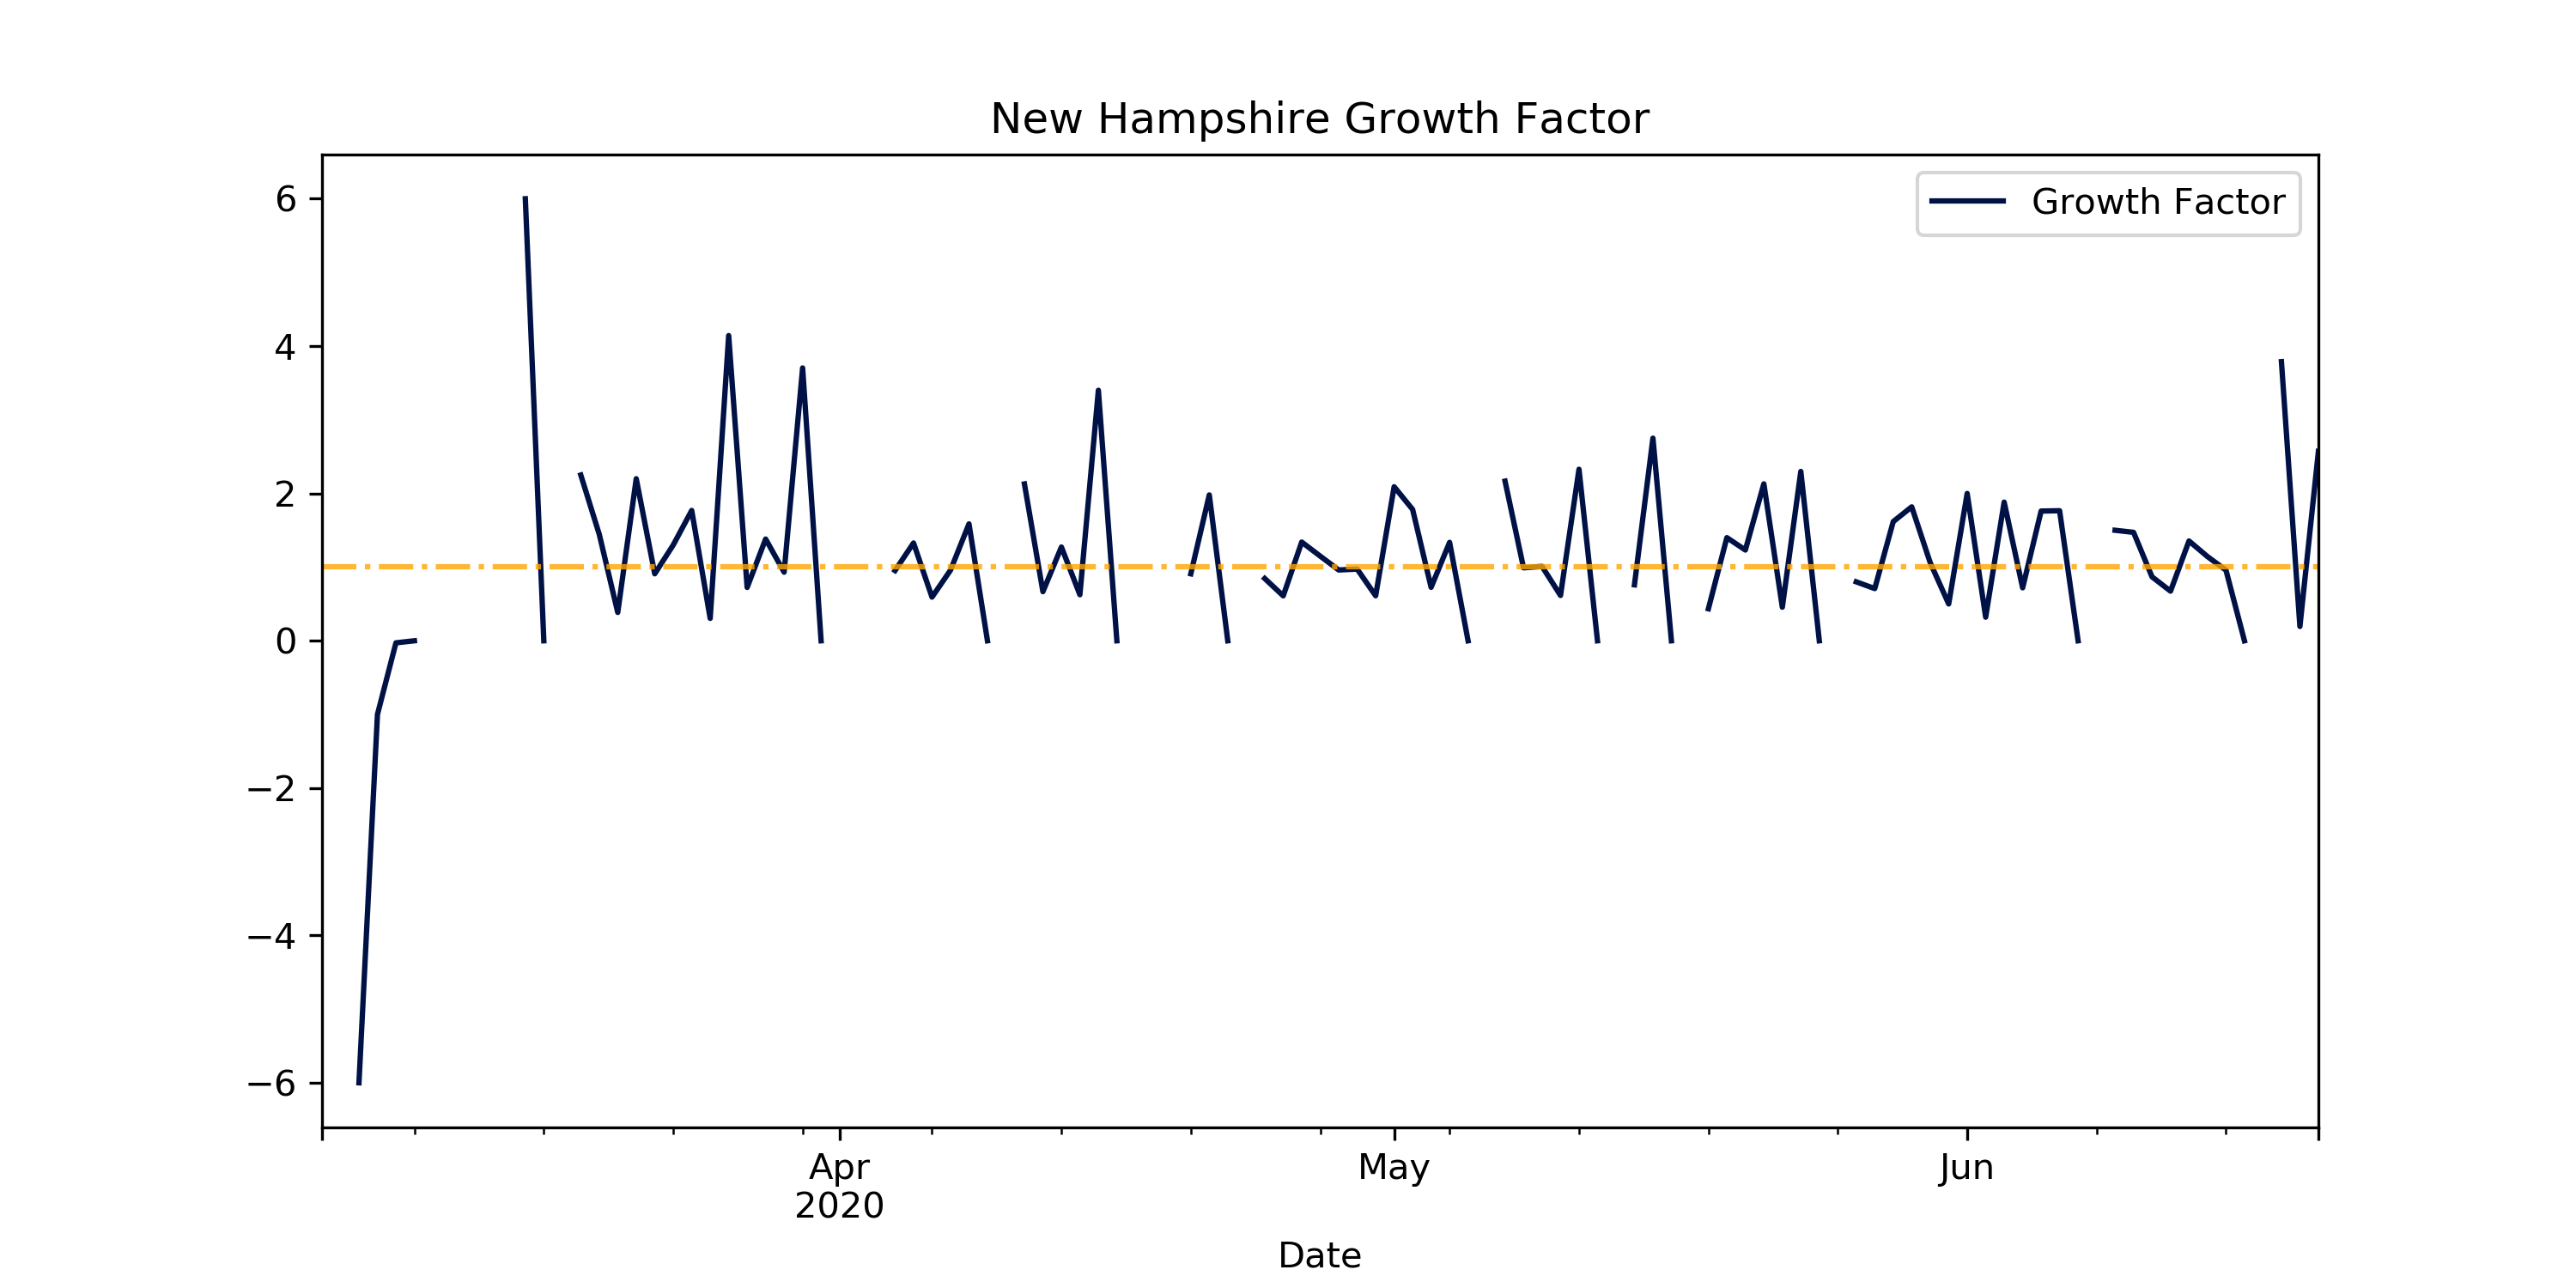 New Hampshire Growth Factor
Growth Factor
6
4
2
0
−2
−4
−6
Apr
2020
May
Jun
Date